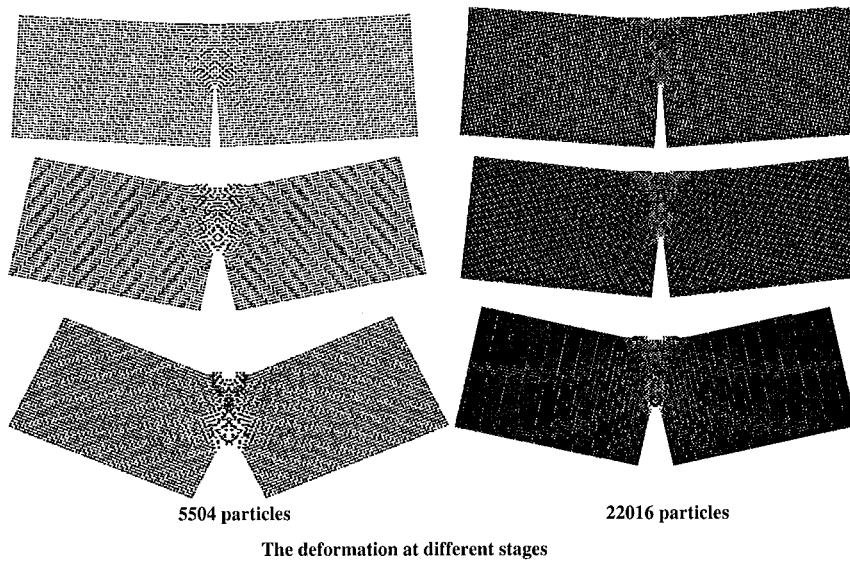 5504 particles
22016 particles
The deformation at different stages